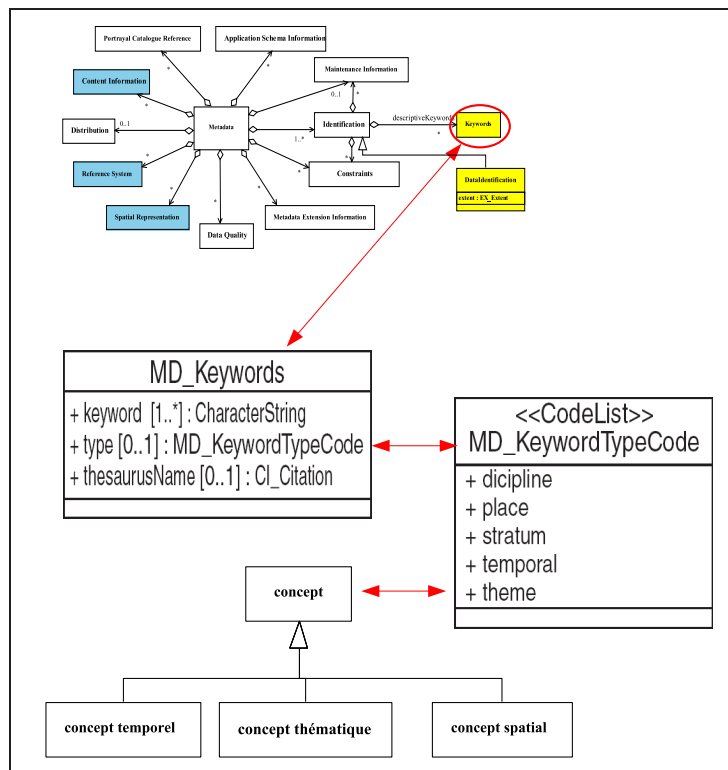 Portrayal Catalogue Reference
Application Schema Information
*
*
Maintenance Information
Content Information
*
0..1
*
Distribution
0..1
Metadata
1..*
Identification
descriptiveKeyword
*
Keywords
Reference System
*
*
*
Constraints
DataIdentification
extent : EX_Extent
Spatial Representation
*
*
*
Data Quality
Metadata Extension Information
MD_Keywords
+ keyword [1..*] : CharacterString
+ type [0..1] : MD_KeywordTypeCode
+ thesaurusName [0..1] : CI_Citation
<<CodeList>>
MD_KeywordTypeCode
+ dicipline
+ place
+ stratum
+ temporal
+ theme
concept
concept temporel
concept thématique
concept spatial